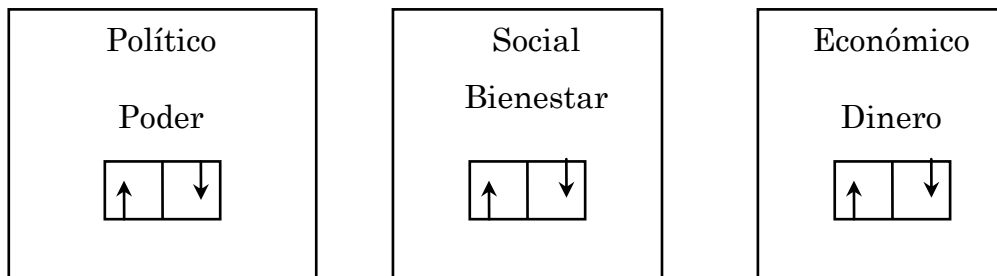 Político
Poder
Social
Bienestar
Económico
Dinero